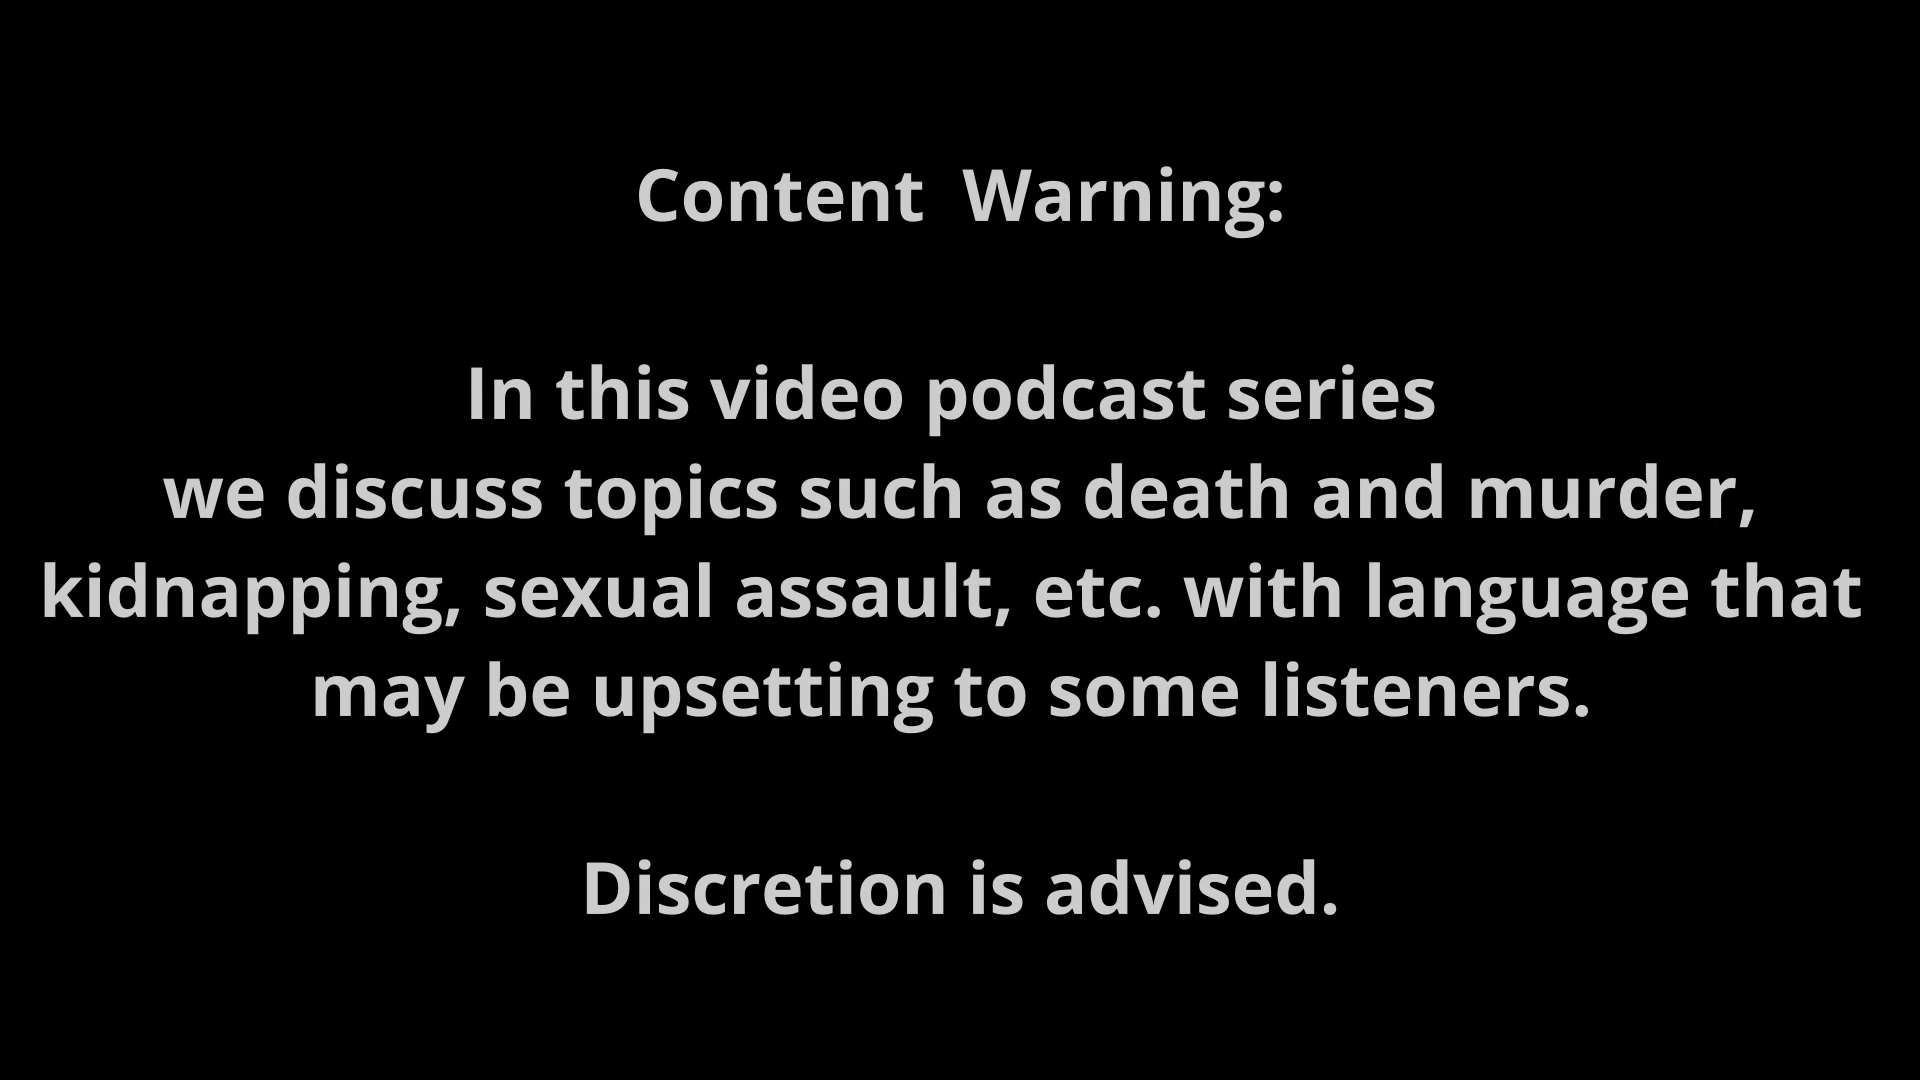 Content  Warning:
In this video podcast series
we discuss topics such as death and murder,
kidnapping, sexual assault, etc. with language that
may be upsetting to some listeners.
Discretion is advised.